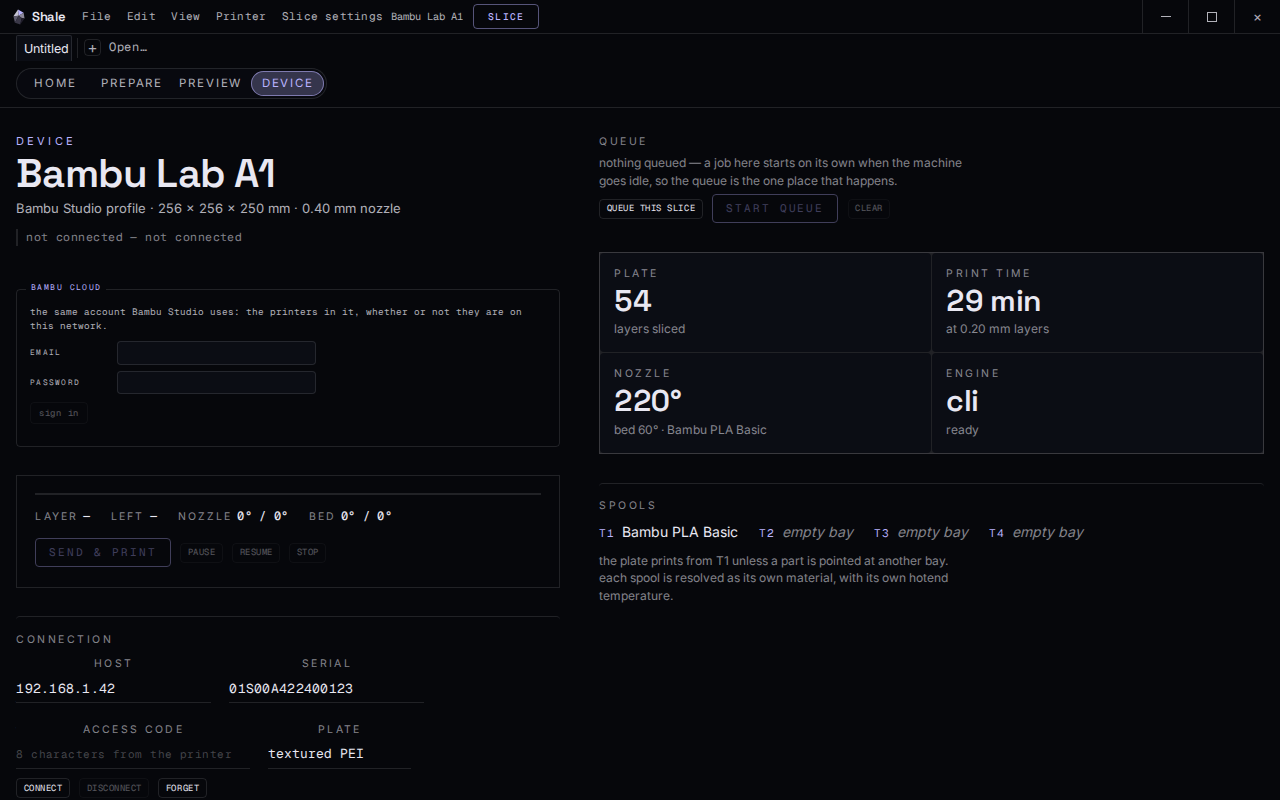 Shale File Edit View Printer Slice settings Bambu Lab A1 SLICE
Untitled + Open…
HOME PREPARE PREVIEW DEVICE
DEVICE
Bambu Lab A1
Bambu Studio profile · 256 × 256 × 250 mm · 0.40 mm nozzle
not connected — not connected
BAMBU CLOUD
the same account Bambu Studio uses: the printers in it, whether or not they are on
this network.
EMAIL
PASSWORD
sign in
LAYER — LEFT — NOZZLE 0° / 0° BED 0° / 0°
SEND & PRINT PAUSE RESUME STOP
CONNECTION
HOST SERIAL
192.168.1.42 01S00A422400123
ACCESS CODE PLATE
8 characters from the printer textured PEI
CONNECT DISCONNECT FORGET
QUEUE
nothing queued — a job here starts on its own when the machine
goes idle, so the queue is the one place that happens.
QUEUE THIS SLICE START QUEUE CLEAR
PLATE
54
layers sliced
PRINT TIME
29 min
at 0.20 mm layers
NOZZLE
220°
bed 60° · Bambu PLA Basic
ENGINE
cli
ready
SPOOLS
T1 Bambu PLA Basic T2 empty bay T3 empty bay T4 empty bay
the plate prints from T1 unless a part is pointed at another bay.
each spool is resolved as its own material, with its own hotend
temperature.